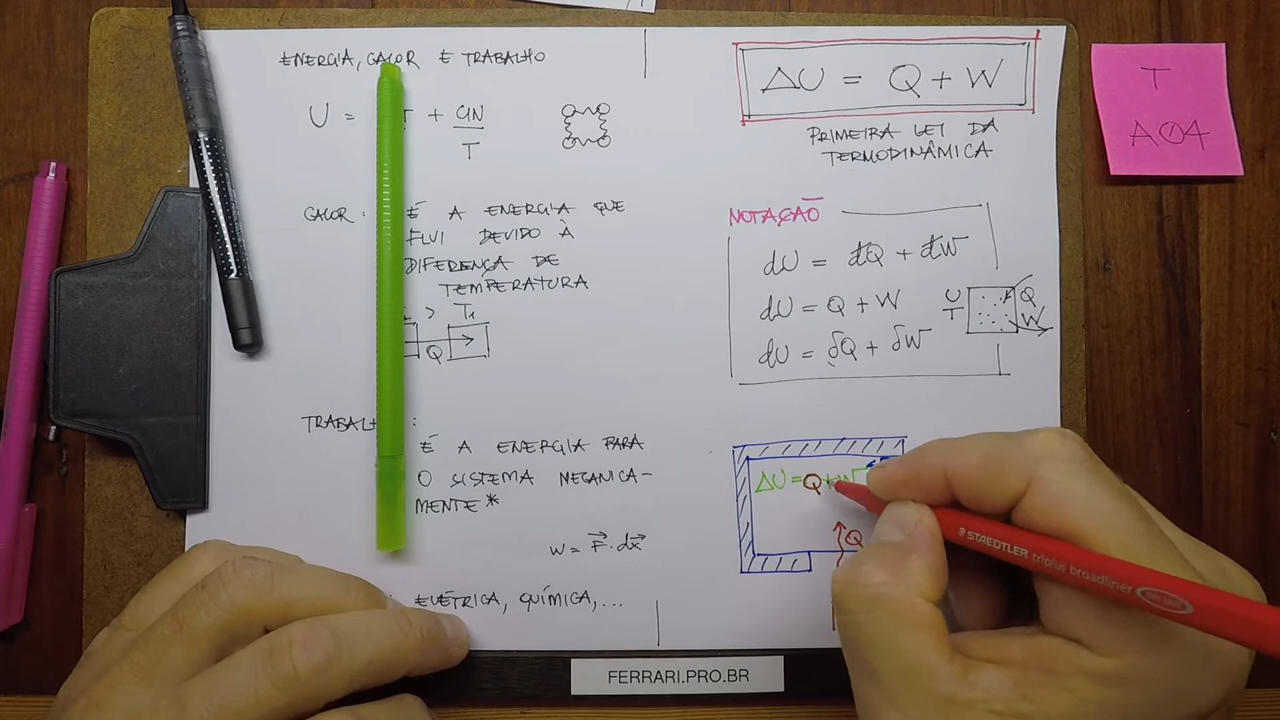 ENERGIA, CALOR E TRABALHO
U = T + aN
T
CALOR : É A ENERGIA QUE
FLUI DEVIDO À
DIFERENÇA DE
TEMPERATURA
> T₁
Q
TRABALH :
É A ENERGIA PARA
O SISTEMA MECANICA-
MENTE *
W = F⃗ · dx⃗
ELÉTRICA, QUÍMICA, ...
ΔU = Q + W
PRIMEIRA LEI DA
TERMODINÂMICA
NOTAÇÃO
dU = đQ + đW
dU = Q + W
dU = δQ + δW
U
T
Q
W
ΔU = Q + W
Q
T
A04
STAEDTLER triplus broadliner
FERRARI.PRO.BR